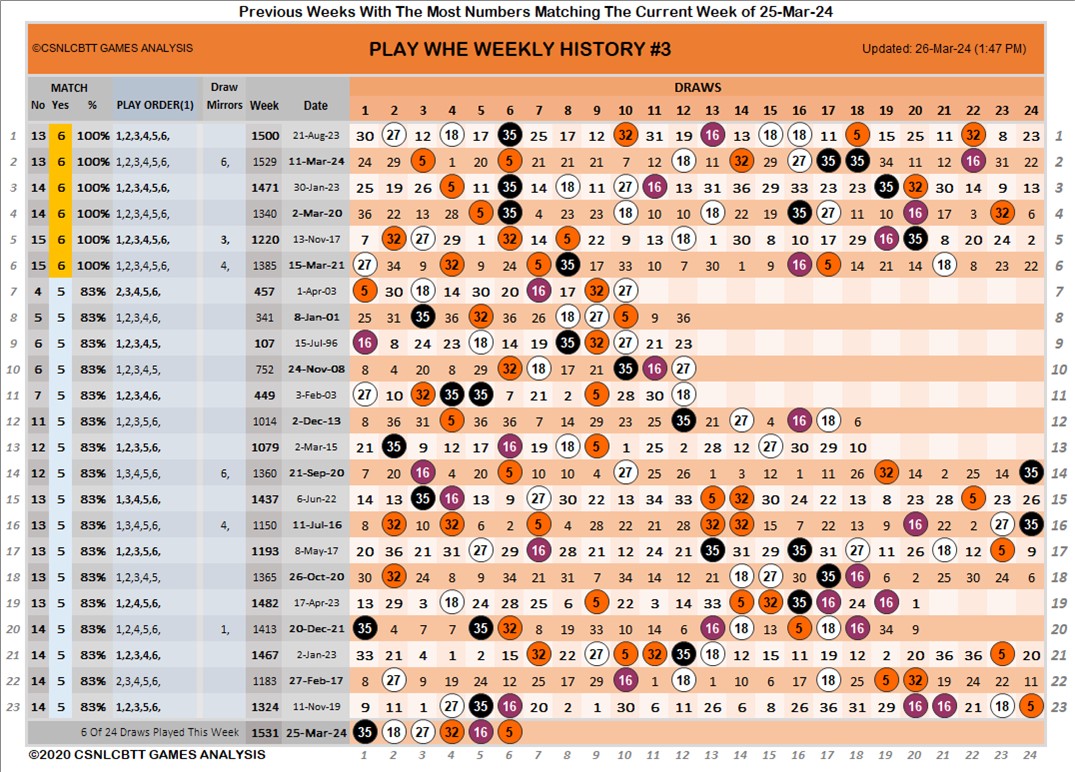 Previous Weeks With The Most Numbers Matching The Current Week of 25-Mar-24
©CSNLCBTT GAMES ANALYSIS PLAY WHE WEEKLY HISTORY #3 Updated: 26-Mar-24 (1:47 PM)
MATCH Draw DRAWS
No Yes % PLAY ORDER(1) Mirrors Week Date 1 2 3 4 5 6 7 8 9 10 11 12 13 14 15 16 17 18 19 20 21 22 23 24
1 13 6 100% 1,2,3,4,5,6, 1500 21-Aug-23 30 27 12 18 17 35 25 17 12 32 31 19 16 13 18 18 11 5 15 25 11 22 8 23 1
2 13 6 100% 1,2,3,4,5,6, 6, 1529 11-Mar-24 24 29 5 1 20 5 21 21 21 7 12 18 14 32 29 27 35 35 34 11 12 16 31 22 2
3 14 6 100% 1,2,3,4,5,6, 1471 30-Jan-23 25 19 26 5 11 35 14 18 11 27 16 13 31 36 29 33 23 23 35 32 30 14 9 13 3
4 14 6 100% 1,2,3,4,5,6, 1340 2-Mar-20 36 22 13 28 5 35 4 23 23 18 10 10 18 22 19 35 27 11 10 16 17 3 32 6 4
5 15 6 100% 1,2,3,4,5,6, 3, 1220 13-Nov-17 7 32 27 29 1 32 14 5 22 9 13 18 1 30 8 10 17 29 16 35 8 20 24 2 5
6 15 6 100% 1,2,3,4,5,6, 4, 1385 15-Mar-21 27 34 9 32 9 24 5 35 17 33 10 7 30 1 9 16 5 14 21 14 18 8 23 22 6
7 4 5 83% 2,3,4,5,6, 457 1-Apr-03 5 30 18 14 30 20 16 17 32 27 7
8 5 5 83% 1,2,3,4,6, 341 8-Jan-01 25 31 35 36 32 36 26 18 27 5 9 36 8
9 6 5 83% 1,2,3,4,5, 107 15-Jul-96 16 8 24 23 18 14 19 35 32 27 21 23 9
10 6 5 83% 1,2,3,4,5, 752 24-Nov-08 8 4 20 8 29 32 18 17 21 35 16 27 10
11 7 5 83% 1,2,3,4,6, 449 3-Feb-03 27 10 32 35 35 7 21 2 5 28 30 18 11
12 11 5 83% 1,2,3,5,6, 1014 2-Dec-13 8 36 31 5 36 36 7 14 29 28 22 35 21 27 4 16 18 6 12
13 12 5 83% 1,2,3,5,6, 1079 2-Mar-15 21 35 9 12 17 16 19 18 5 1 25 2 28 12 27 30 29 10 13
14 12 5 83% 1,3,4,5,6, 6, 1360 21-Sep-20 7 20 16 4 20 5 10 10 4 27 25 26 1 3 12 1 11 26 32 14 2 25 14 35 14
15 13 5 83% 1,3,4,5,6, 1437 6-Jun-22 14 13 35 16 13 9 27 30 22 13 34 33 5 32 30 24 22 13 8 23 28 5 23 26 15
16 13 5 83% 1,3,4,5,6, 4, 1150 11-Jul-16 8 32 10 32 6 2 5 4 28 22 21 28 32 32 15 7 22 13 9 16 22 2 27 35 16
17 13 5 83% 1,2,3,5,6, 1193 8-May-17 20 36 21 31 27 29 16 28 21 12 24 21 35 31 29 35 31 27 11 26 18 12 5 9 17
18 13 5 83% 1,2,3,4,5, 1365 26-Oct-20 30 32 24 8 9 34 21 31 7 34 12 21 18 27 30 35 16 6 2 25 30 24 6 18
19 13 5 83% 1,2,4,5,6, 1482 17-Apr-23 13 29 3 18 24 28 25 6 5 22 3 14 33 5 32 35 16 24 16 1 19
20 14 5 83% 1,2,4,5,6, 1, 1413 20-Dec-21 35 4 7 7 35 32 8 19 33 10 14 6 16 18 13 5 18 16 34 9 20
21 14 5 83% 1,2,3,4,6, 1467 2-Jan-23 33 21 4 1 2 15 32 22 27 5 32 35 18 12 15 11 19 12 2 20 36 36 5 20 21
22 14 5 83% 2,3,4,5,6, 1183 27-Feb-17 8 27 9 19 24 12 25 17 29 16 1 18 1 10 6 17 18 29 5 32 19 24 22 11 22
23 14 5 83% 1,2,3,5,6, 1324 11-Nov-19 9 11 1 27 35 16 20 2 1 30 6 11 26 6 8 26 36 31 29 16 16 21 18 5 23
6 Of 24 Draws Played This Week 1531 25-Mar-24 35 18 27 32 16 5
©2020 CSNLCBTT GAMES ANALYSIS 1 2 3 4 5 6 7 8 9 10 11 12 13 14 15 16 17 18 19 20 21 22 23 24